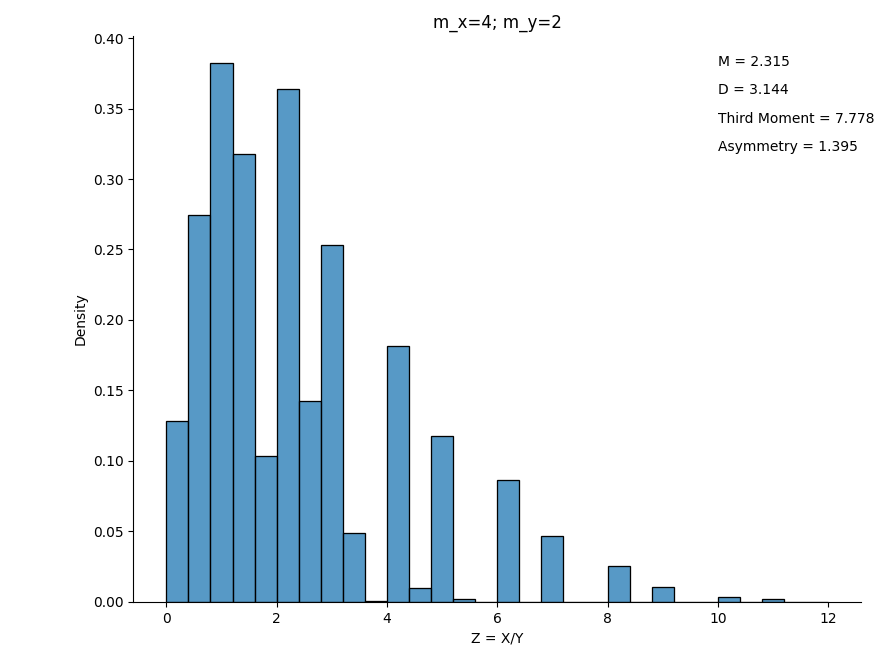 m_x=4; m_y=2
M = 2.315
D = 3.144
Third Moment = 7.778
Asymmetry = 1.395
Density
0.40
0.35
0.30
0.25
0.20
0.15
0.10
0.05
0.00
0 2 4 6 8 10 12
Z = X/Y